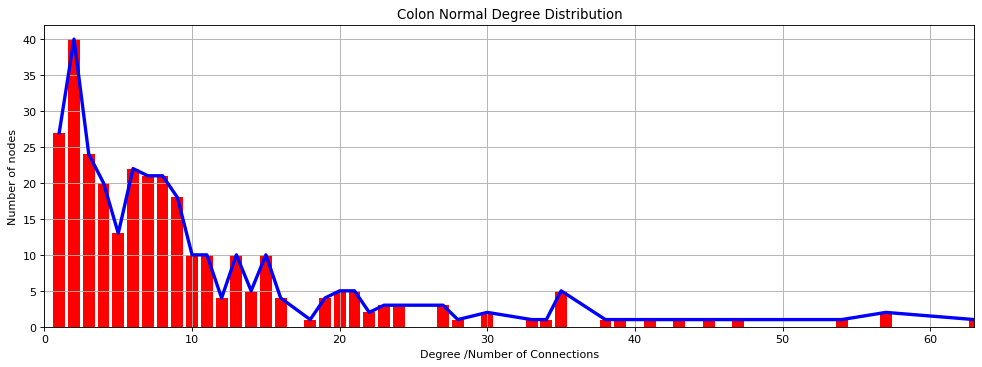 Colon Normal Degree Distribution
Number of nodes
40
35
30
25
20
15
10
5
0
0 10 20 30 40 50 60
Degree /Number of Connections